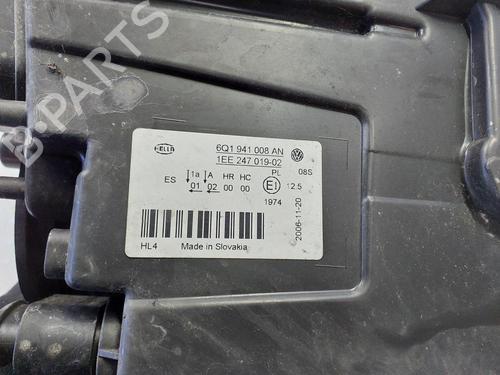 B-PARTS
HELLA
6Q1 941 008 AN
1EE 247 019-02
PL 08S
1a A HR HC
ES 01 02 00 00
E1 12.5
1974
2006-11-20
HL4 Made in Slovakia